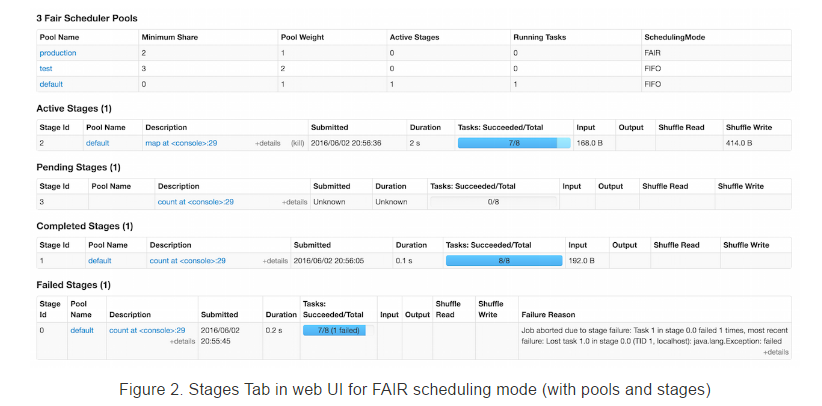 3 Fair Scheduler Pools
Pool Name Minimum Share Pool Weight Active Stages Running Tasks SchedulingMode
production 2 1 0 0 FAIR
test 3 2 0 0 FIFO
default 0 1 1 1 FIFO
Active Stages (1)
Stage Id Pool Name Description Submitted Duration Tasks: Succeeded/Total Input Output Shuffle Read Shuffle Write
2 default map at <console>:29 +details (kill) 2016/06/02 20:56:36 2 s 7/8 168.0 B 414.0 B
Pending Stages (1)
Stage Id Pool Name Description Submitted Duration Tasks: Succeeded/Total Input Output Shuffle Read Shuffle Write
3 count at <console>:29 +details Unknown Unknown 0/8
Completed Stages (1)
Stage Id Pool Name Description Submitted Duration Tasks: Succeeded/Total Input Output Shuffle Read Shuffle Write
1 default count at <console>:29 +details 2016/06/02 20:56:05 0.1 s 8/8 192.0 B
Failed Stages (1)
Stage Pool Tasks: Shuffle Shuffle
Id Name Description Submitted Duration Succeeded/Total Input Output Read Write Failure Reason
0 default count at <console>:29 2016/06/02 0.2 s 7/8 (1 failed) Job aborted due to stage failure: Task 1 in stage 0.0 failed 1 times, most recent
+details 20:55:45 failure: Lost task 1.0 in stage 0.0 (TID 1, localhost): java.lang.Exception: failed
+details
Figure 2. Stages Tab in web UI for FAIR scheduling mode (with pools and stages)